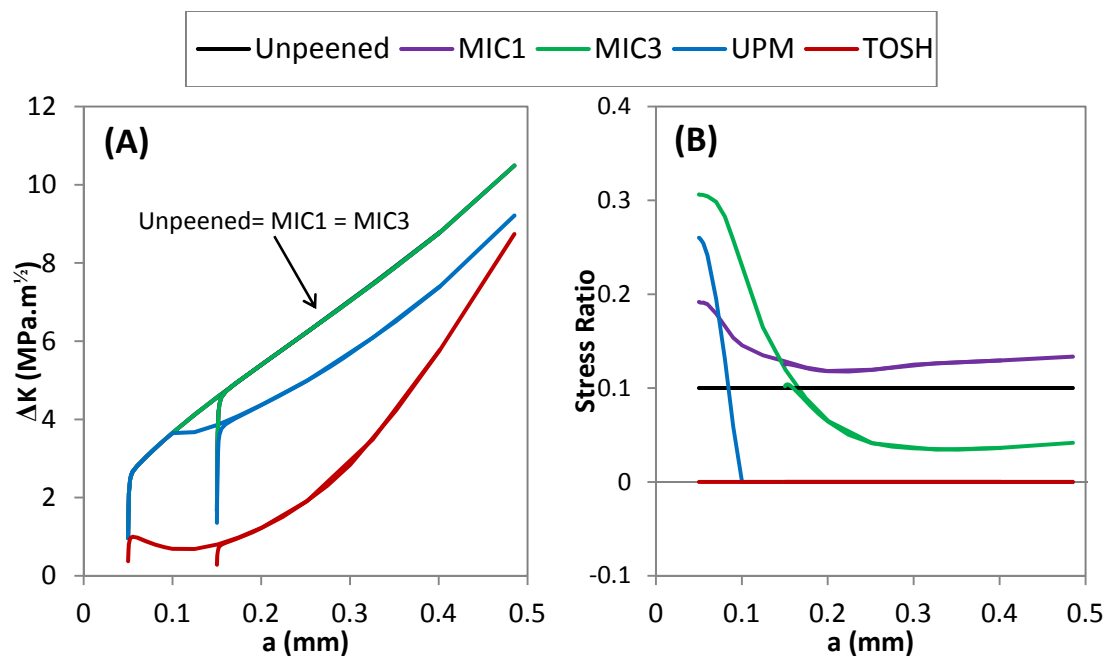 Unpeened MIC1 MIC3 UPM TOSH
(A)
12
10
8
6
4
2
0
ΔK (MPa.m½)
Unpeened= MIC1 = MIC3
0 0.1 0.2 0.3 0.4 0.5
a (mm)
(B)
0.4
0.3
0.2
0.1
0
-0.1
Stress Ratio
0 0.1 0.2 0.3 0.4 0.5
a (mm)